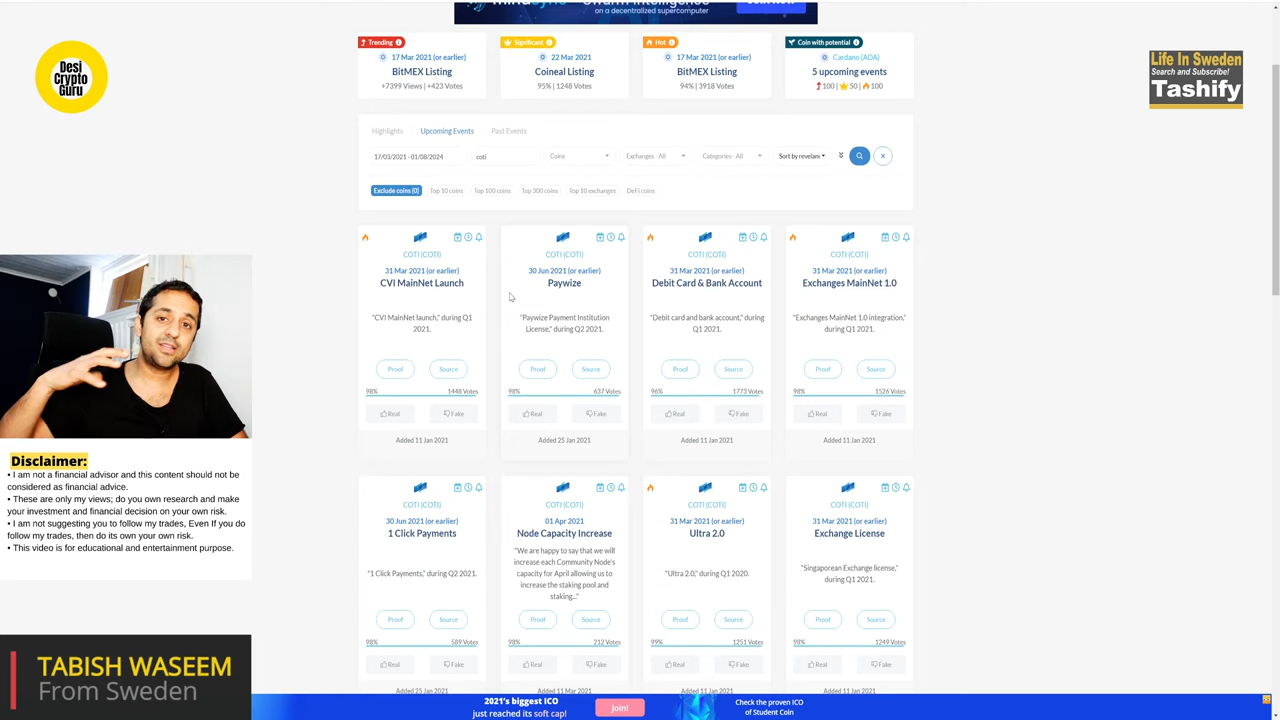 on a decentralized supercomputer
Desi
Crypto
Guru
Life In Sweden
Search and Subscribe!
Tashify
Trending
17 Mar 2021 (or earlier)
BitMEX Listing
+7399 Views | +423 Votes
Significant
22 Mar 2021
Coineal Listing
95% | 1248 Votes
Hot
17 Mar 2021 (or earlier)
BitMEX Listing
94% | 3918 Votes
Coin with potential
Cardano (ADA)
5 upcoming events
100 | 50 | 100
Highlights Upcoming Events Past Events
17/03/2021 - 01/08/2024 coti Coins Exchanges - All Categories - All Sort by revelanc
Exclude coins (0) Top 10 coins Top 100 coins Top 300 coins Top 10 exchanges DeFi coins
COTI (COTI)
31 Mar 2021 (or earlier)
CVI MainNet Launch
"CVI MainNet launch," during Q1
2021.
Proof Source
98% 1448 Votes
Real Fake
Added 11 Jan 2021
COTI (COTI)
30 Jun 2021 (or earlier)
Paywize
"Paywize Payment Institution
License," during Q2 2021.
Proof Source
98% 637 Votes
Real Fake
Added 25 Jan 2021
COTI (COTI)
31 Mar 2021 (or earlier)
Debit Card & Bank Account
"Debit card and bank account," during
Q1 2021.
Proof Source
96% 1773 Votes
Real Fake
Added 11 Jan 2021
COTI (COTI)
31 Mar 2021 (or earlier)
Exchanges MainNet 1.0
"Exchanges MainNet 1.0 integration,"
during Q1 2021.
Proof Source
98% 1526 Votes
Real Fake
Added 11 Jan 2021
COTI (COTI)
30 Jun 2021 (or earlier)
1 Click Payments
"1 Click Payments," during Q2 2021.
Proof Source
98% 589 Votes
Real Fake
Added 25 Jan 2021
COTI (COTI)
01 Apr 2021
Node Capacity Increase
"We are happy to say that we will
increase each Community Node's
capacity for April allowing us to
increase the staking pool and
staking..."
Proof Source
98% 212 Votes
Real Fake
Added 11 Mar 2021
COTI (COTI)
31 Mar 2021 (or earlier)
Ultra 2.0
"Ultra 2.0," during Q1 2020.
Proof Source
99% 1251 Votes
Real Fake
Added 11 Jan 2021
COTI (COTI)
31 Mar 2021 (or earlier)
Exchange License
"Singaporean Exchange license,"
during Q1 2021.
Proof Source
98% 1249 Votes
Real Fake
Added 11 Jan 2021
Disclaimer:
• I am not a financial advisor and this content should not be
considered as financial advice.
• These are only my views; do you own research and make
your investment and financial decision on your own risk.
• I am not suggesting you to follow my trades, Even If you do
follow my trades, then do its own your own risk.
• This video is for educational and entertainment purpose.
TABISH WASEEM
From Sweden
2021's biggest ICO
just reached its soft cap!
Join!
Check the proven ICO
of Student Coin